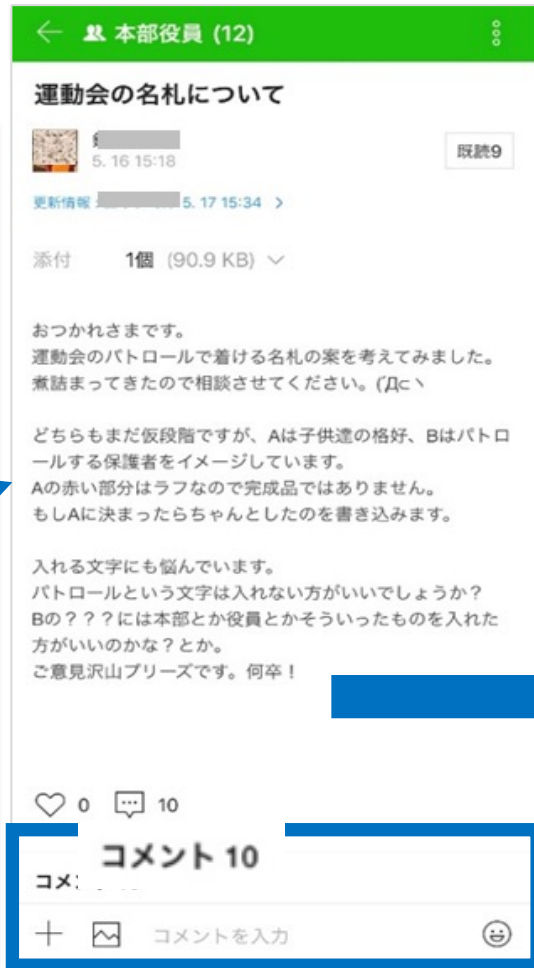 本部役員 (12)
運動会の名札について
5. 16 15:18
既読9
更新情報 5. 17 15:34 >
添付 1個 (90.9 KB)
おつかれさまです。
運動会のパトロールで着ける名札の案を考えてみました。
煮詰まってきたので相談させてください。(´Д⊂ヽ
どちらもまだ仮段階ですが、Aは子供達の格好、Bはパトロ
ールする保護者をイメージしています。
Aの赤い部分はラフなので完成品ではありません。
もしAに決まったらちゃんとしたのを書き込みます。
入れる文字にも悩んでいます。
パトロールという文字は入れない方がいいでしょうか?
Bの???には本部とか役員とかそういったものを入れた
方がいいのかな?とか。
ご意見沢山プリーズです。何卒!
0 10
コメント 10
コメ
コメントを入力